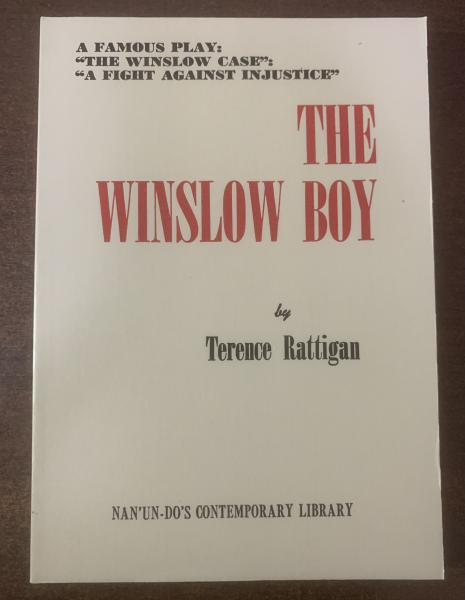 A FAMOUS PLAY:
“THE WINSLOW CASE”:
“A FIGHT AGAINST INJUSTICE”
THE
WINSLOW BOY
by
Terence Rattigan
NAN'UN-DO'S CONTEMPORARY LIBRARY